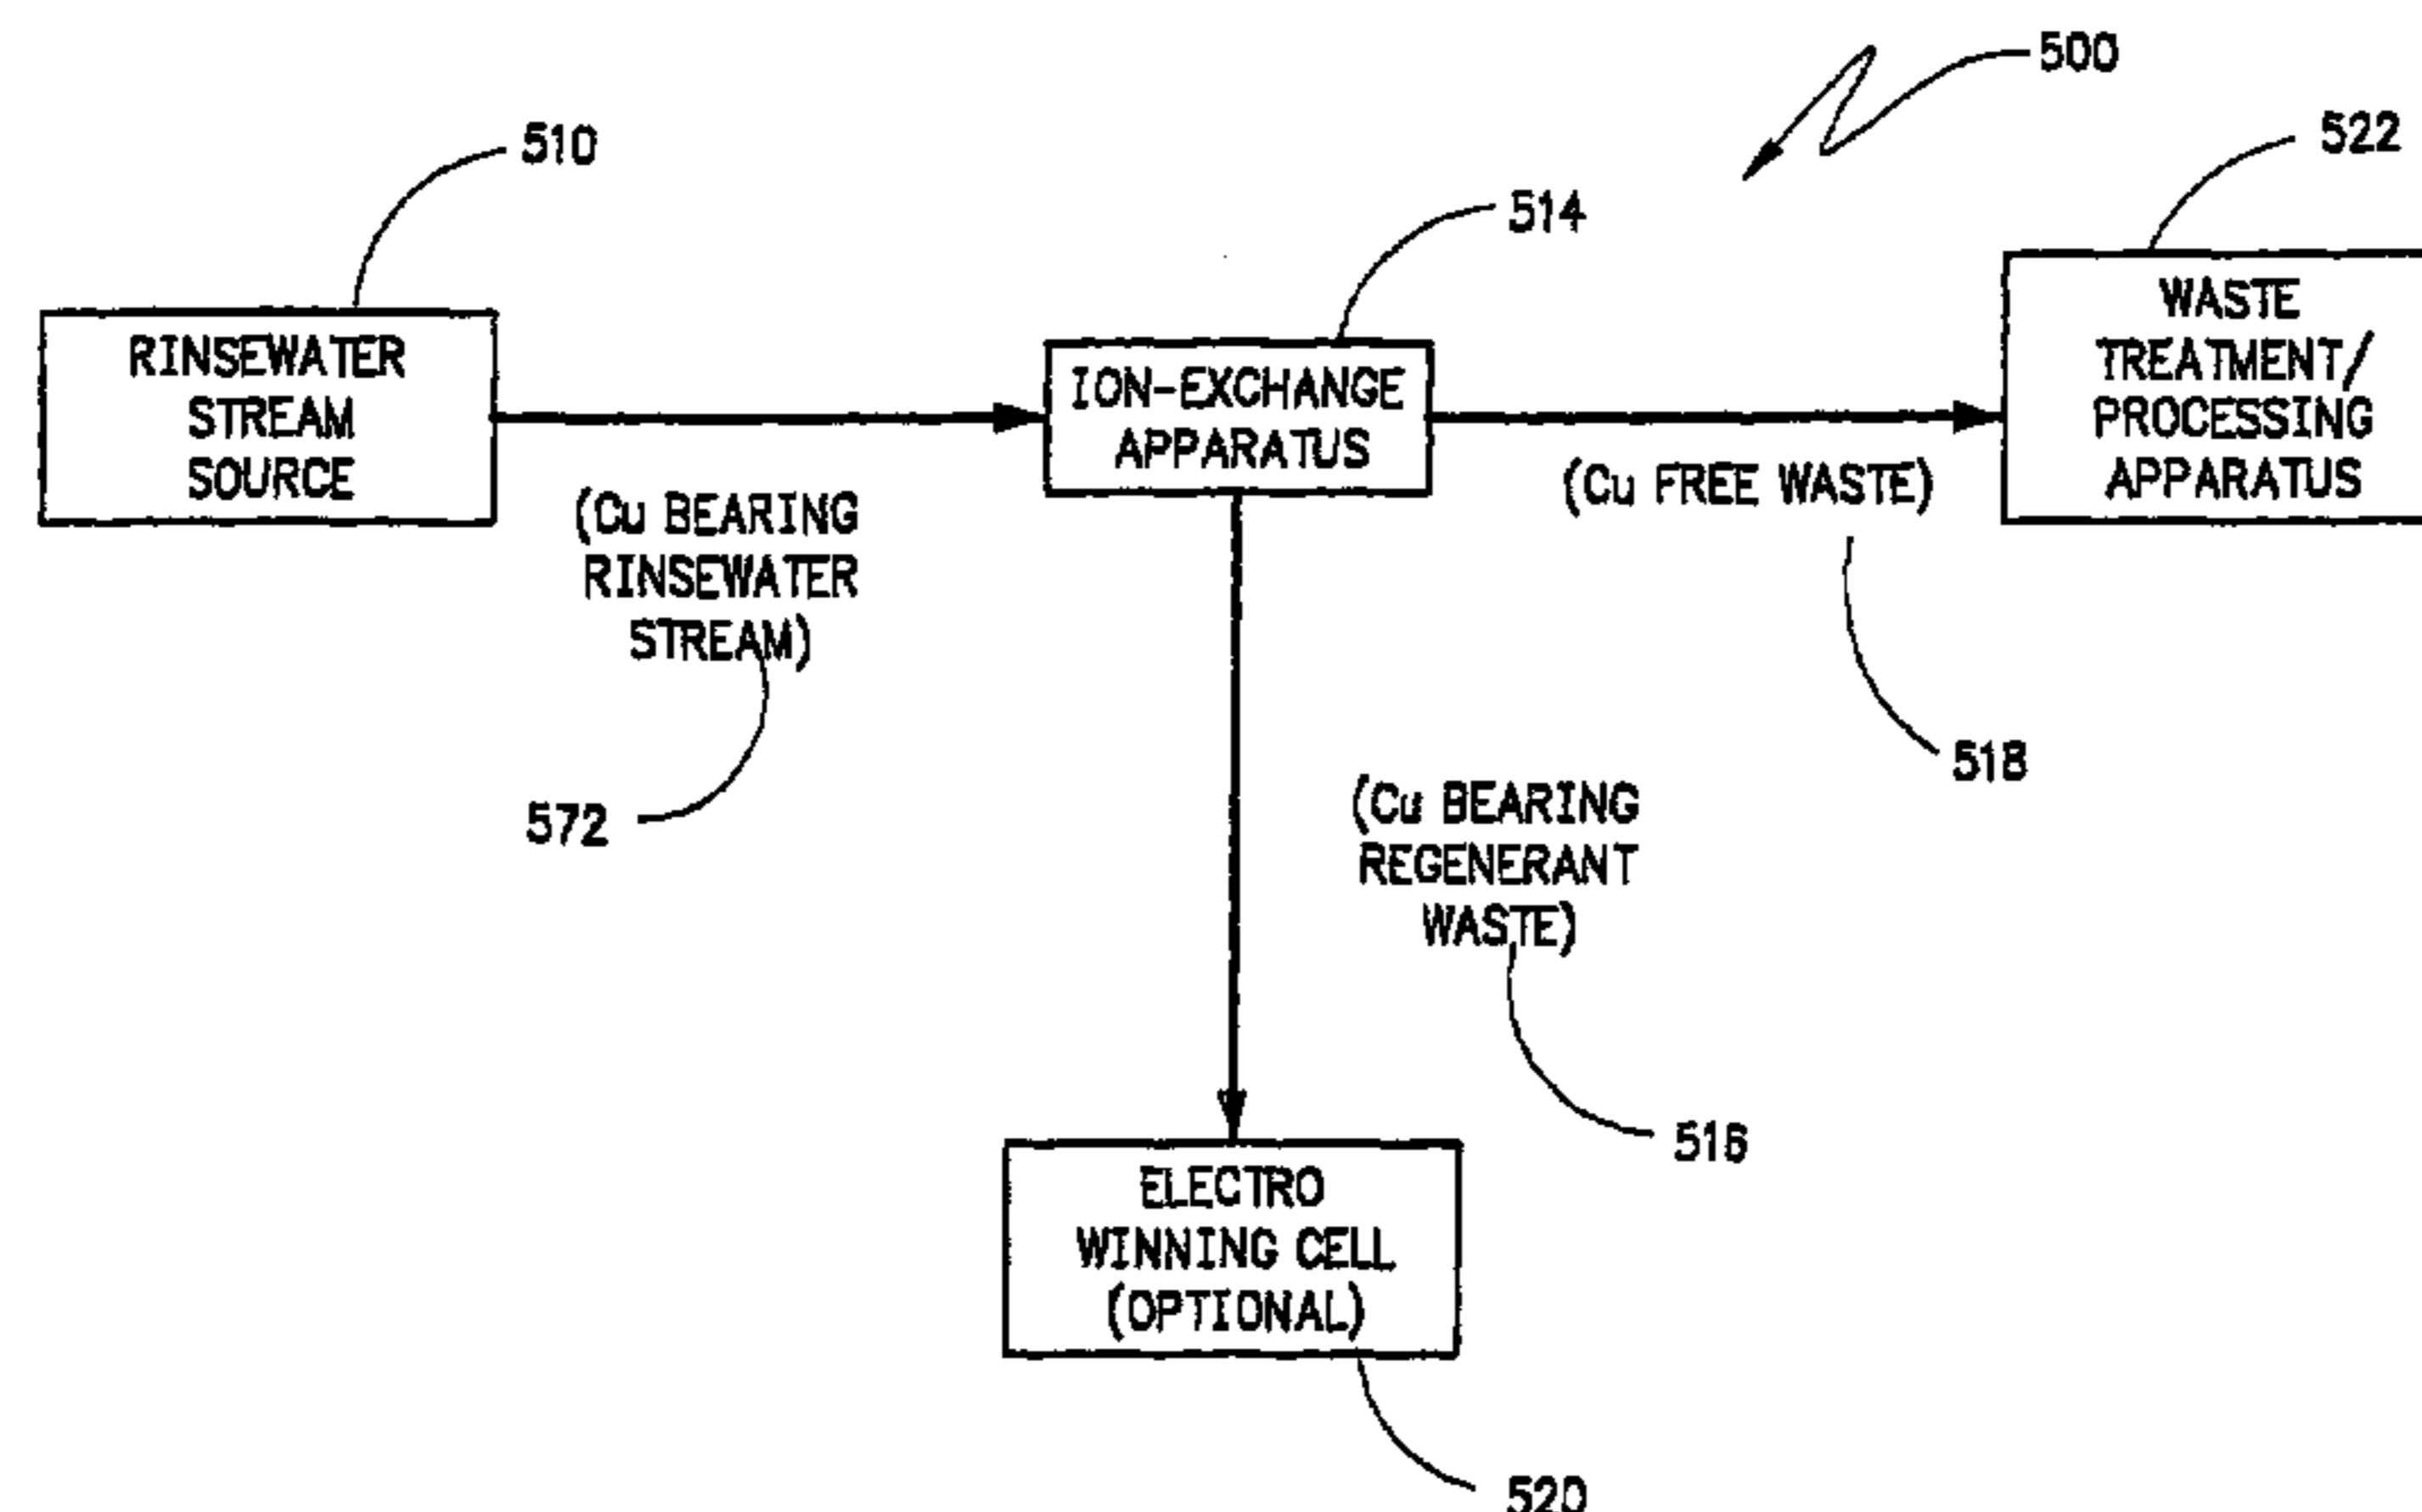 500
510
522
514
RINSEWATER
STREAM
SOURCE
ION-EXCHANGE
APPARATUS
WASTE
TREATMENT/
PROCESSING
APPARATUS
(Cu BEARING
RINSEWATER
STREAM)
(Cu FREE WASTE)
518
572
(Cu BEARING
REGENERANT
WASTE)
516
ELECTRO
WINNING CELL
(OPTIONAL)
520